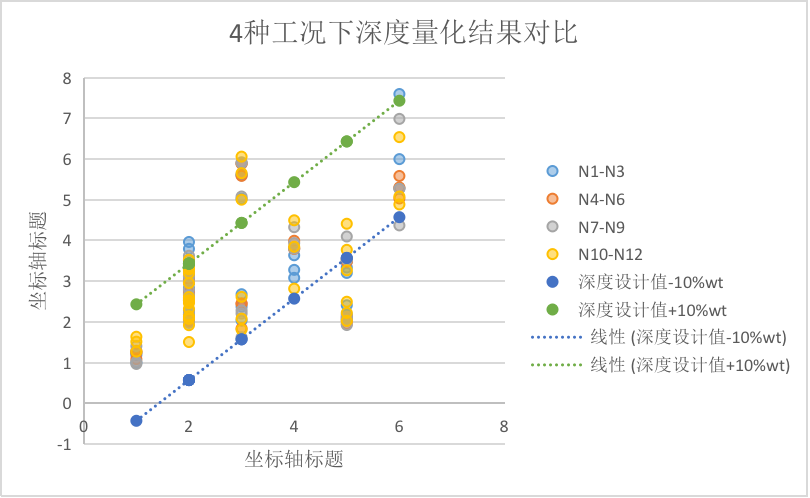 4种工况下深度量化结果对比
坐标轴标题
8
7
6
5
4
3
2
1
0
-1
0
2
4
6
8
坐标轴标题
N1-N3
N4-N6
N7-N9
N10-N12
深度设计值-10%wt
深度设计值+10%wt
线性 (深度设计值-10%wt)
线性 (深度设计值+10%wt)